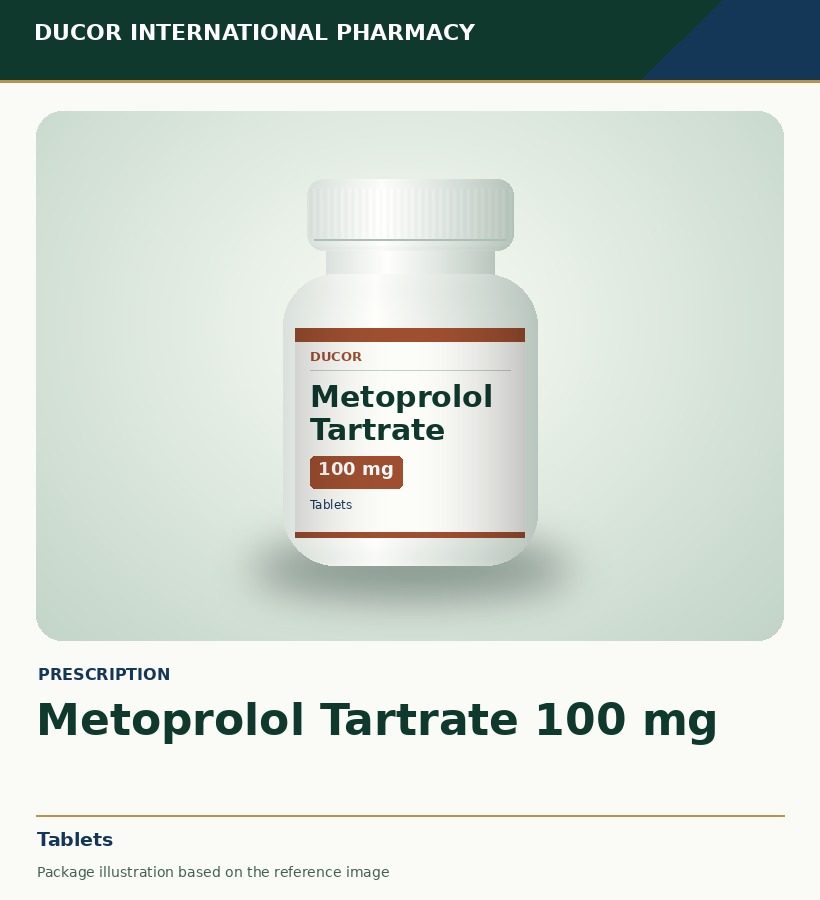 DUCOR INTERNATIONAL PHARMACY
DUCOR
Metoprolol
Tartrate
100 mg
Tablets
PRESCRIPTION
Metoprolol Tartrate 100 mg
Tablets
Package illustration based on the reference image